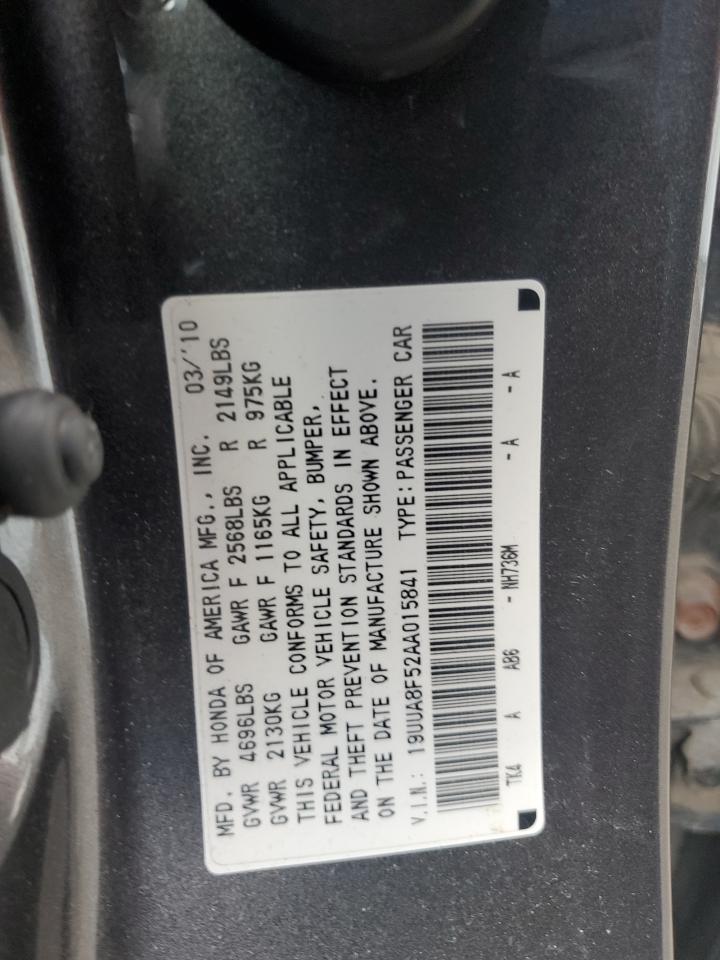 MFD. BY HONDA OF AMERICA MFG., INC. 03/'10
GVWR 4696LBS GAWR F 2568LBS R 2149LBS
GVWR 2130KG GAWR F 1165KG R 975KG
THIS VEHICLE CONFORMS TO ALL APPLICABLE
FEDERAL MOTOR VEHICLE SAFETY, BUMPER,
AND THEFT PREVENTION STANDARDS IN EFFECT
ON THE DATE OF MANUFACTURE SHOWN ABOVE.
V.I.N.: 19UUA8F52AA015841 TYPE:PASSENGER CAR
TK4 A AB6 - NH736M - A - A